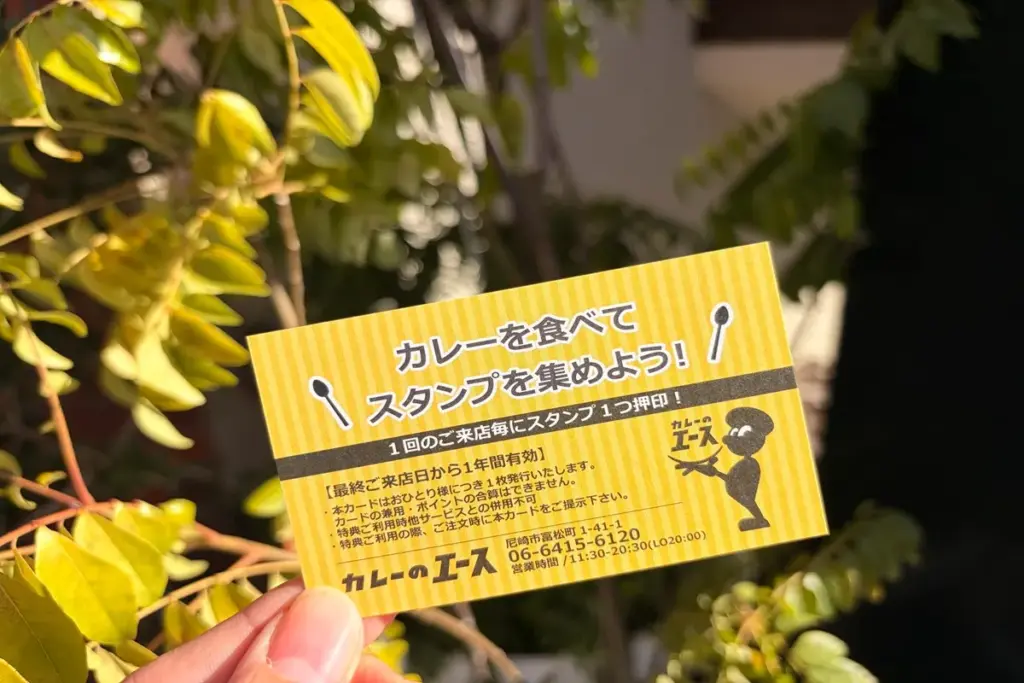 カレーを食べて
スタンプを集めよう!
1回のご来店毎にスタンプ1つ押印!
カレーの
エース
【最終ご来店日から1年間有効】
・本カードはおひとり様につき1枚発行いたします。
カードの兼用・ポイントの合算はできません。
・特典ご利用時他サービスとの併用不可
・特典ご利用の際、ご注文時に本カードをご提示下さい。
カレーのエース
尼崎市富松町 1-41-1
06-6415-6120
営業時間 /11:30-20:30(LO20:00)